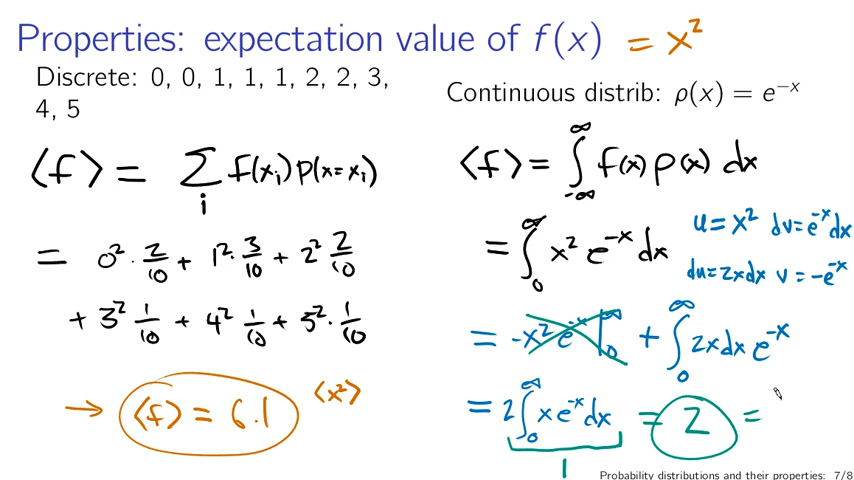 Properties: expectation value of f(x) = x²
Discrete: 0, 0, 1, 1, 1, 2, 2, 3,
4, 5
⟨f⟩ = ∑_i f(x_i) p(x=x_i)
= 0² · 2/10 + 1² · 3/10 + 2² 2/10
+ 3² 1/10 + 4² 1/10 + 5² · 1/10
→ ⟨f⟩ = 6.1 ⟨x²⟩
Continuous distrib: ρ(x) = e^{−x}
⟨f⟩ = ∫_{-∞}^{∞} f(x) ρ(x) dx
= ∫_0^∞ x² e^{-x} dx
u = x² dv = e^{-x} dx
du = 2x dx v = -e^{-x}
= -x² e^{-x} |_0^∞ + ∫_0^∞ 2x dx e^{-x}
= 2 ∫_0^∞ x e^{-x} dx = 2 =
1
Probability distributions and their properties: 7/8